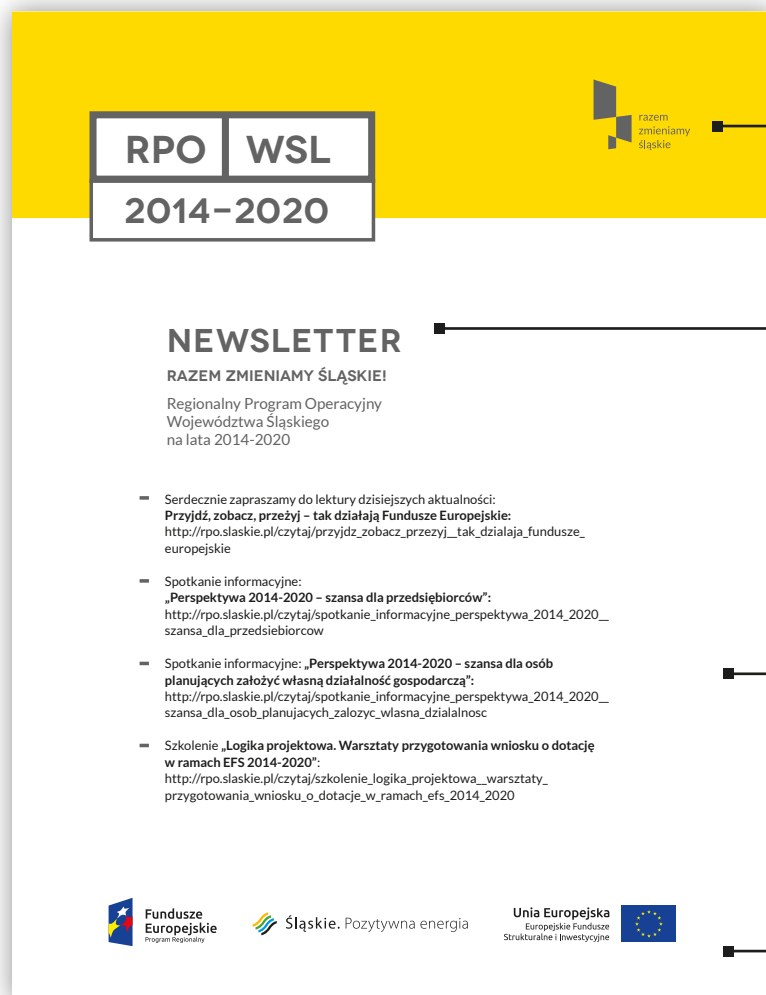 RPO WSL
2014–2020
razem
zmieniamy
śląskie
NEWSLETTER
RAZEM ZMIENIAMY ŚLĄSKIE!
Regionalny Program Operacyjny
Województwa Śląskiego
na lata 2014-2020
Serdecznie zapraszamy do lektury dzisiejszych aktualności:
Przyjdź, zobacz, przeżyj – tak działają Fundusze Europejskie:
http://rpo.slaskie.pl/czytaj/przyjdz_zobacz_przezyj__tak_dzialaja_fundusze_
europejskie
Spotkanie informacyjne:
„Perspektywa 2014-2020 – szansa dla przedsiębiorców”:
http://rpo.slaskie.pl/czytaj/spotkanie_informacyjne_perspektywa_2014_2020__
szansa_dla_przedsiebiorcow
Spotkanie informacyjne: „Perspektywa 2014-2020 – szansa dla osób
planujących założyć własną działalność gospodarczą”:
http://rpo.slaskie.pl/czytaj/spotkanie_informacyjne_perspektywa_2014_2020__
szansa_dla_osob_planujacych_zalozyc_wlasna_dzialalnosc
Szkolenie „Logika projektowa. Warsztaty przygotowania wniosku o dotację
w ramach EFS 2014-2020”:
http://rpo.slaskie.pl/czytaj/szkolenie_logika_projektowa__warsztaty_
przygotowania_wniosku_o_dotacje_w_ramach_efs_2014_2020
Fundusze
Europejskie
Program Regionalny
Śląskie. Pozytywna energia
Unia Europejska
Europejskie Fundusze
Strukturalne i Inwestycyjne